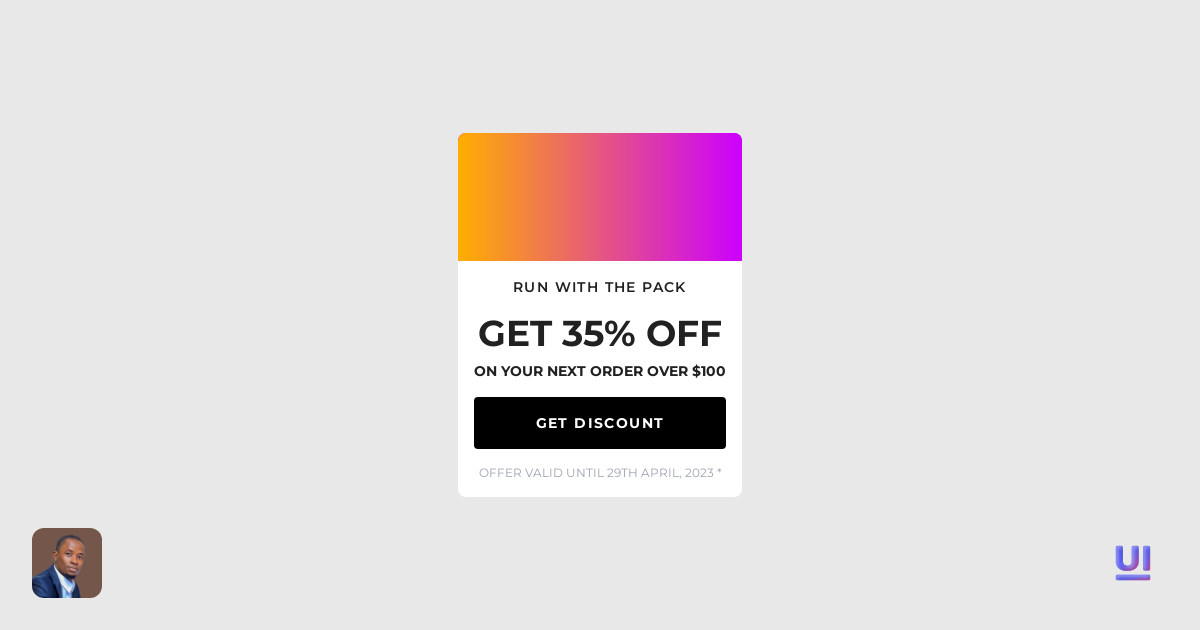 RUN WITH THE PACK
GET 35% OFF
ON YOUR NEXT ORDER OVER $100
GET DISCOUNT
OFFER VALID UNTIL 29TH APRIL, 2023 *
UI